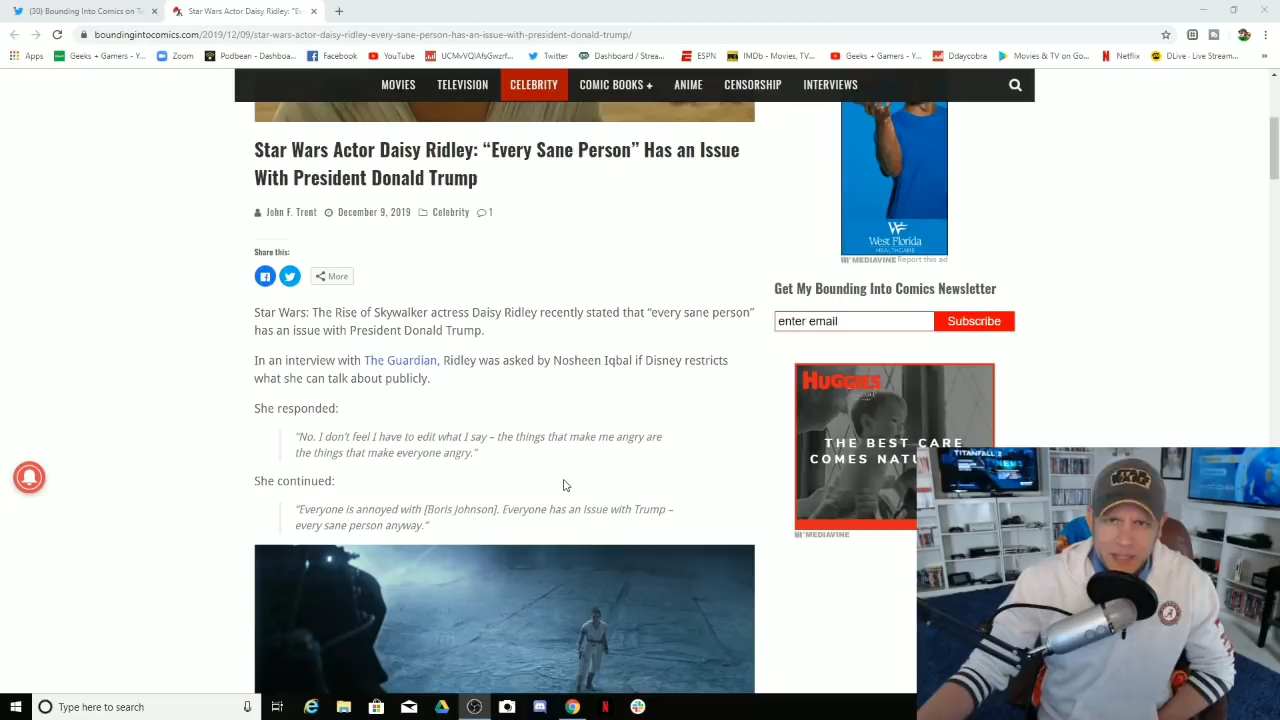 (30) Bounding Into Comics on Tw
Star Wars Actor Daisy Ridley: "Ev
boundingintocomics.com/2019/12/09/star-wars-actor-daisy-ridley-every-sane-person-has-an-issue-with-president-donald-trump/
Apps
Geeks + Gamers - Y...
Zoom
Podbean - Dashboa...
Facebook
YouTube
UCMvVQIAfsGwzrf...
Twitter
Dashboard / Strea...
ESPN
IMDb - Movies, TV...
Geeks + Gamers - Y...
Ddaycobra
Movies & TV on Go...
Netflix
DLive · Live Stream...
MOVIES
TELEVISION
CELEBRITY
COMIC BOOKS +
ANIME
CENSORSHIP
INTERVIEWS
Star Wars Actor Daisy Ridley: “Every Sane Person” Has an Issue
With President Donald Trump
John F. Trent
December 9, 2019
Celebrity
1
Share this:
More
Star Wars: The Rise of Skywalker actress Daisy Ridley recently stated that “every sane person”
has an issue with President Donald Trump.
In an interview with The Guardian, Ridley was asked by Nosheen Iqbal if Disney restricts
what she can talk about publicly.
She responded:
“No. I don’t feel I have to edit what I say – the things that make me angry are
the things that make everyone angry.”
She continued:
“Everyone is annoyed with [Boris Johnson]. Everyone has an issue with Trump –
every sane person anyway.”
West Florida
HEALTHCARE
MEDIAVINE
Report this ad
Get My Bounding Into Comics Newsletter
enter email
Subscribe
HUGGIES
THE BEST CARE
COMES NATU
MEDIAVINE
TITANFALL 2
NEWS
STAR WARS
Type here to search